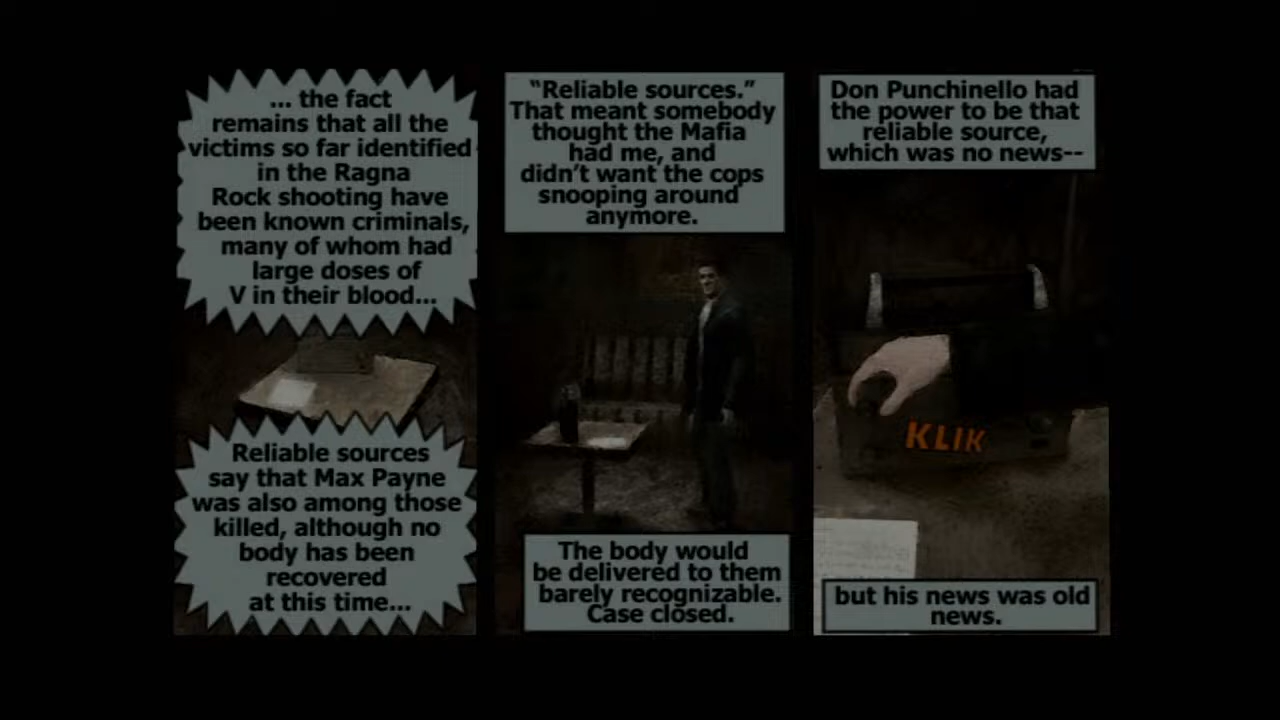 ... the fact
remains that all the
victims so far identified
in the Ragna
Rock shooting have
been known criminals,
many of whom had
large doses of
V in their blood...
Reliable sources
say that Max Payne
was also among those
killed, although no
body has been
recovered
at this time...
“Reliable sources.”
That meant somebody
thought the Mafia
had me, and
didn’t want the cops
snooping around
anymore.
The body would
be delivered to them
barely recognizable.
Case closed.
Don Punchinello had
the power to be that
reliable source,
which was no news--
KLIK
but his news was old
news.